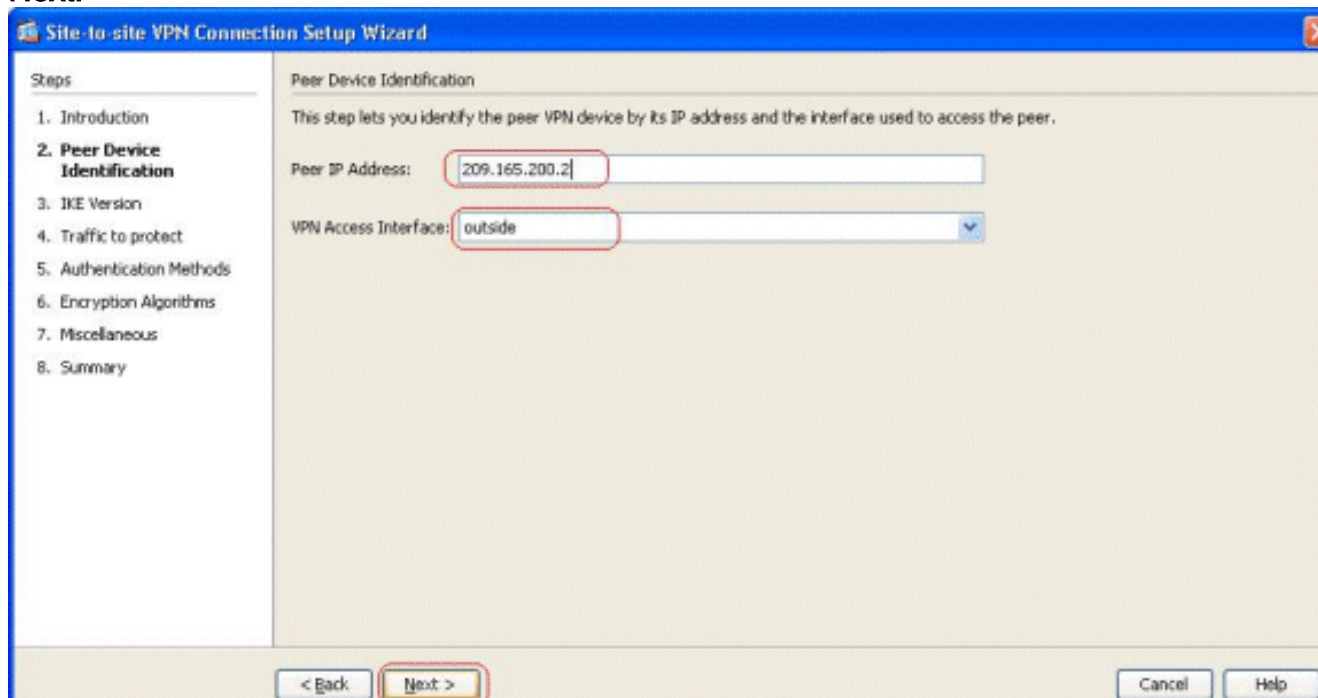 Next.
Site-to-site VPN Connection Setup Wizard
Steps
1. Introduction
2. Peer Device
Identification
3. IKE Version
4. Traffic to protect
5. Authentication Methods
6. Encryption Algorithms
7. Miscellaneous
8. Summary
Peer Device Identification
This step lets you identify the peer VPN device by its IP address and the interface used to access the peer.
Peer IP Address: 209.165.200.2
VPN Access Interface: outside
< Back Next > Cancel Help